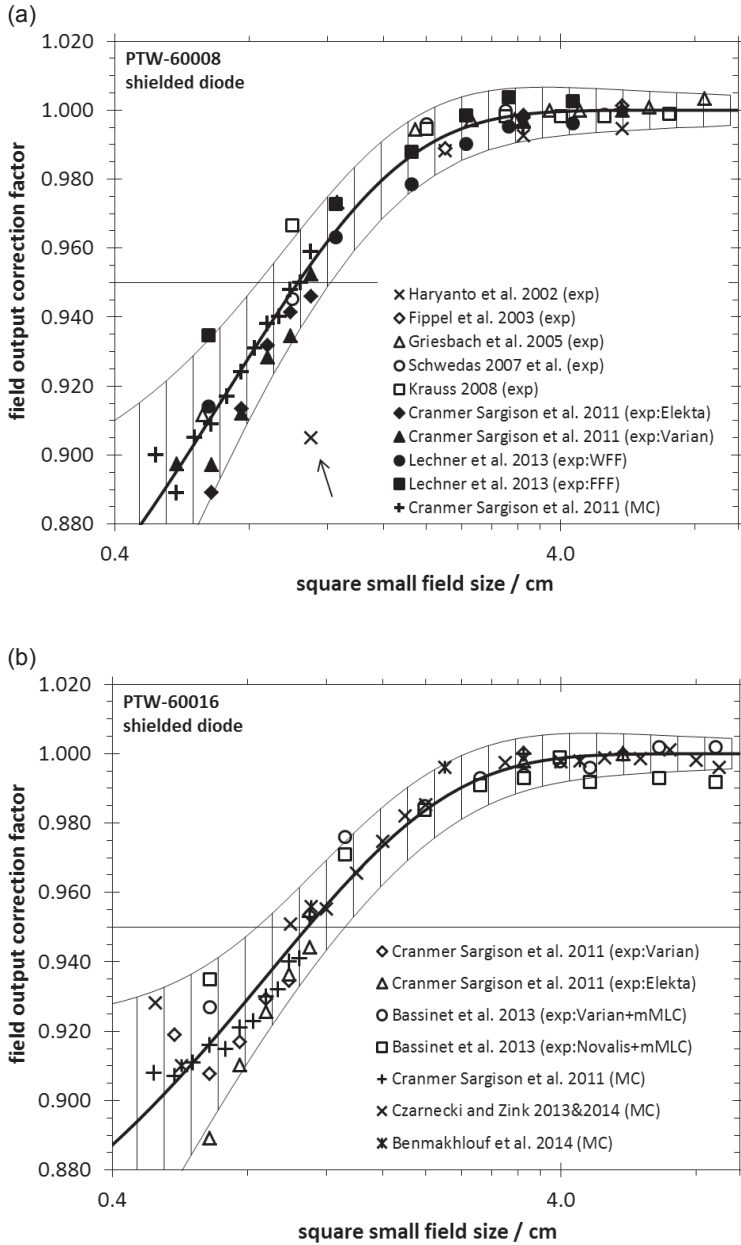 (a)
1.020
PTW-60008
shielded diode
1.000
0.980
0.960
0.940
0.920
0.900
0.880
field output correction factor
Haryanto et al. 2002 (exp)
Fippel et al. 2003 (exp)
Griesbach et al. 2005 (exp)
Schwedas 2007 et al. (exp)
Krauss 2008 (exp)
Cranmer Sargison et al. 2011 (exp:Elekta)
Cranmer Sargison et al. 2011 (exp:Varian)
Lechner et al. 2013 (exp:WFF)
Lechner et al. 2013 (exp:FFF)
Cranmer Sargison et al. 2011 (MC)
0.4
4.0
square small field size / cm
(b)
1.020
PTW-60016
shielded diode
1.000
0.980
0.960
0.940
0.920
0.900
0.880
field output correction factor
Cranmer Sargison et al. 2011 (exp:Varian)
Cranmer Sargison et al. 2011 (exp:Elekta)
Bassinet et al. 2013 (exp:Varian+mMLC)
Bassinet et al. 2013 (exp:Novalis+mMLC)
Cranmer Sargison et al. 2011 (MC)
Czarnecki and Zink 2013&2014 (MC)
Benmakhlouf et al. 2014 (MC)
0.4
4.0
square small field size / cm